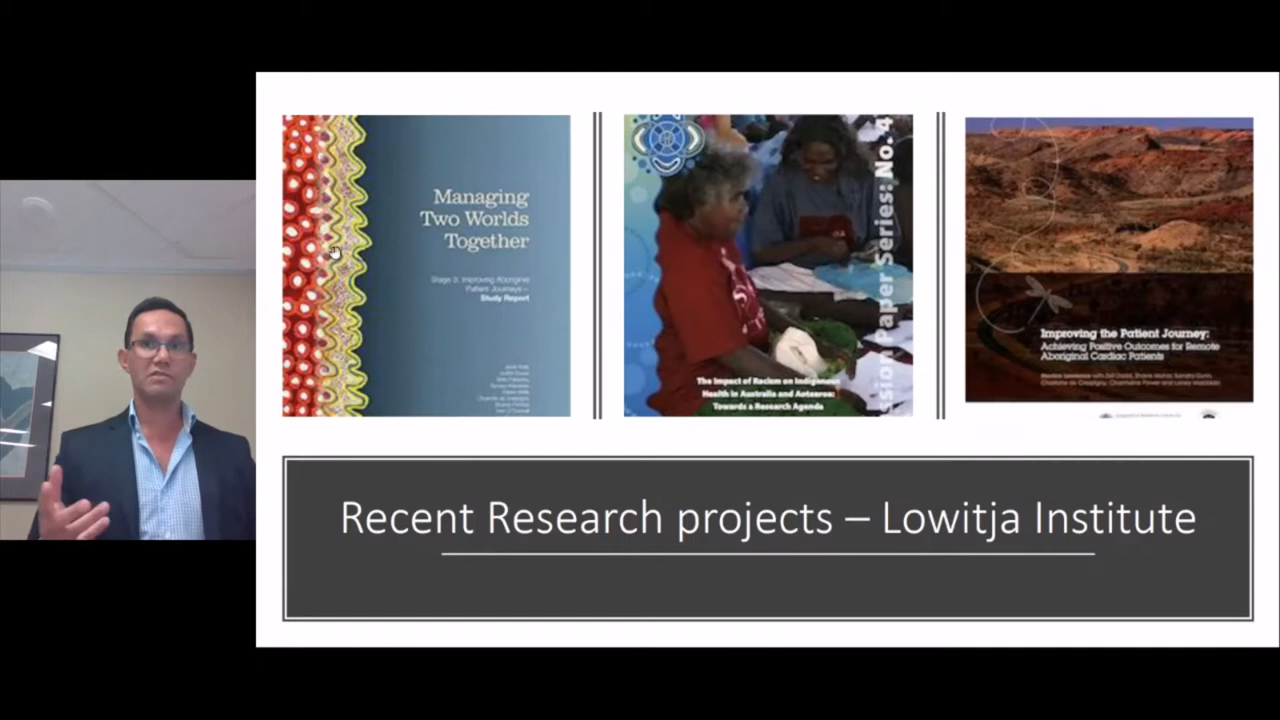 Managing
Two Worlds
Together
Stage 3: Improving Aboriginal
Patient Journeys—
Study Report
ssion Paper Series: No. 4
The Impact of Racism on Indigenous
Health in Australia and Aotearoa:
Towards a Research Agenda
Improving the Patient Journey:
Achieving Positive Outcomes for Remote
Aboriginal Cardiac Patients
Recent Research projects – Lowitja Institute